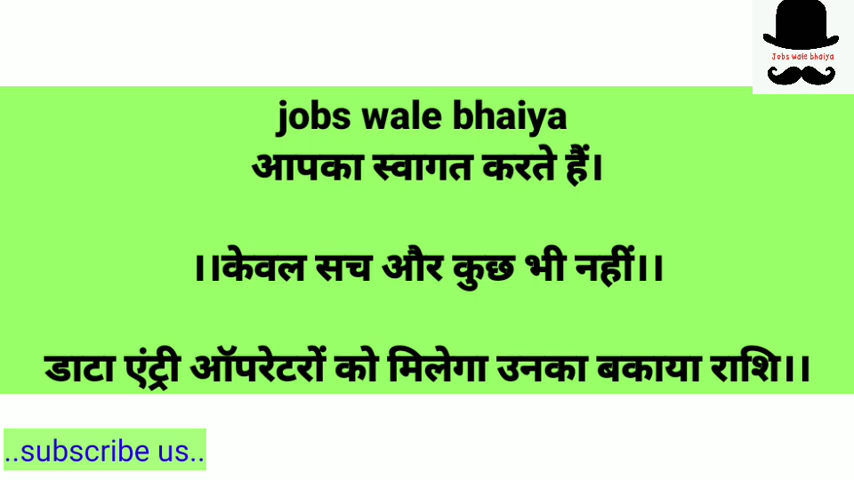 Jobs wale bhaiya
jobs wale bhaiya
आपका स्वागत करते हैं।
।।केवल सच और कुछ भी नहीं।।
डाटा एंट्री ऑपरेटरों को मिलेगा उनका बकाया राशि।।
..subscribe us..